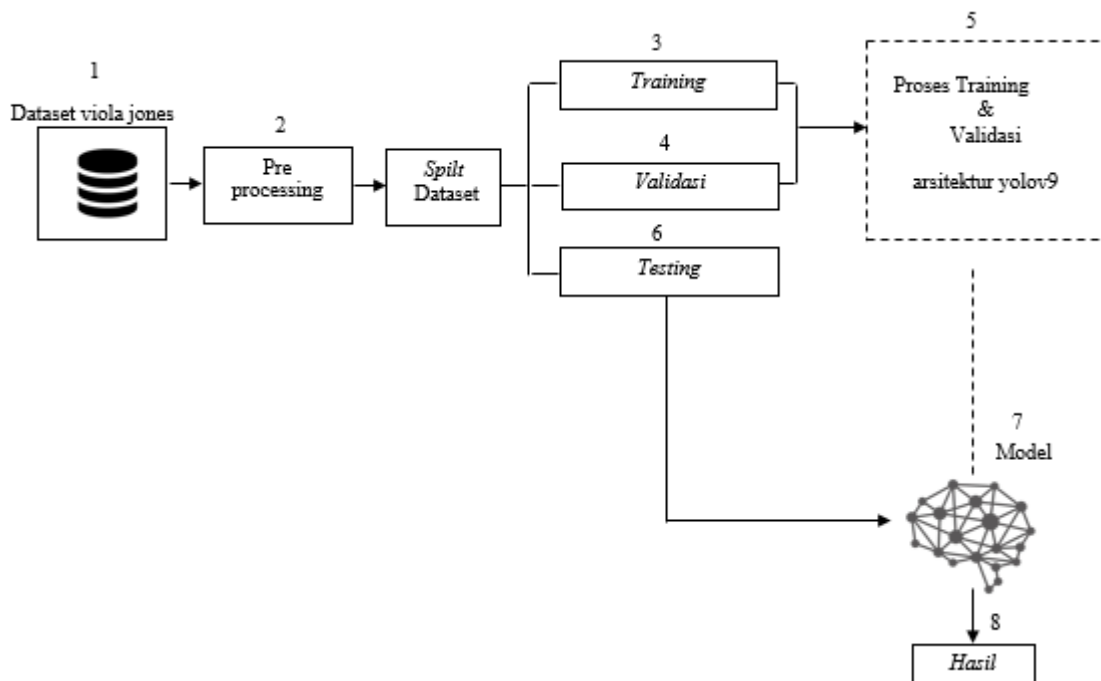 1
Dataset viola jones
2
Pre
processing
Spilt
Dataset
3
Training
4
Validasi
6
Testing
5
Proses Training
&
Validasi
arsitektur yolov9
7
Model
8
Hasil